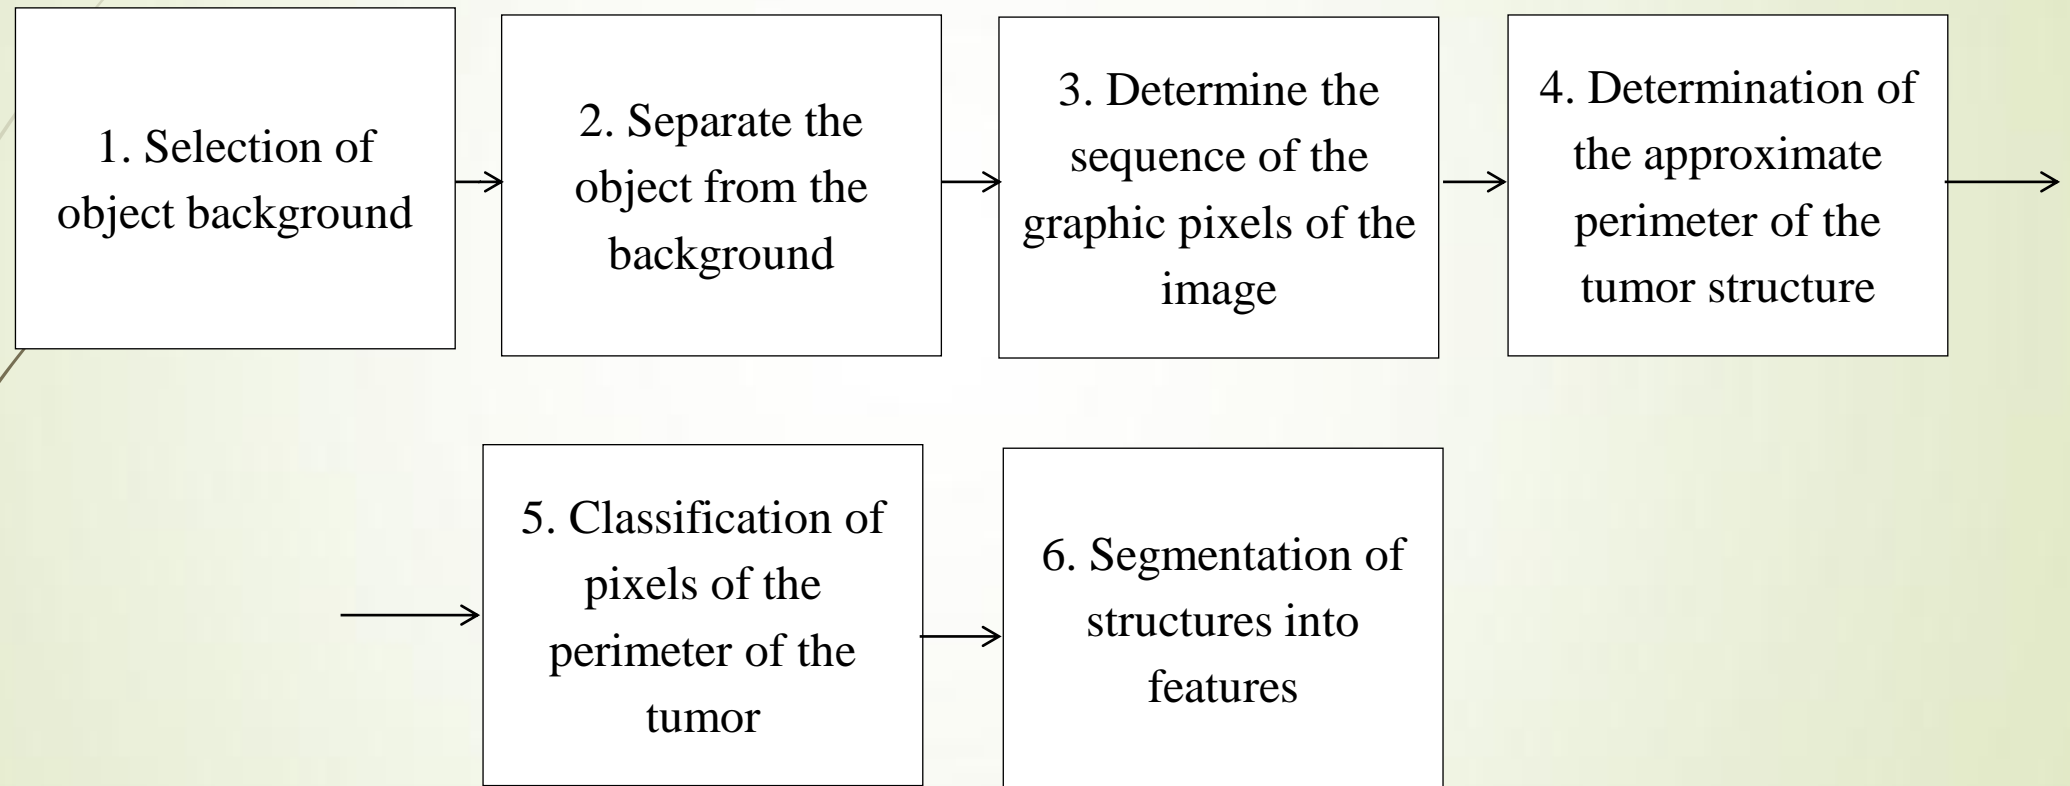 1. Selection of
object background
2. Separate the
object from the
background
3. Determine the
sequence of the
graphic pixels of the
image
4. Determination of
the approximate
perimeter of the
tumor structure
5. Classification of
pixels of the
perimeter of the
tumor
6. Segmentation of
structures into
features